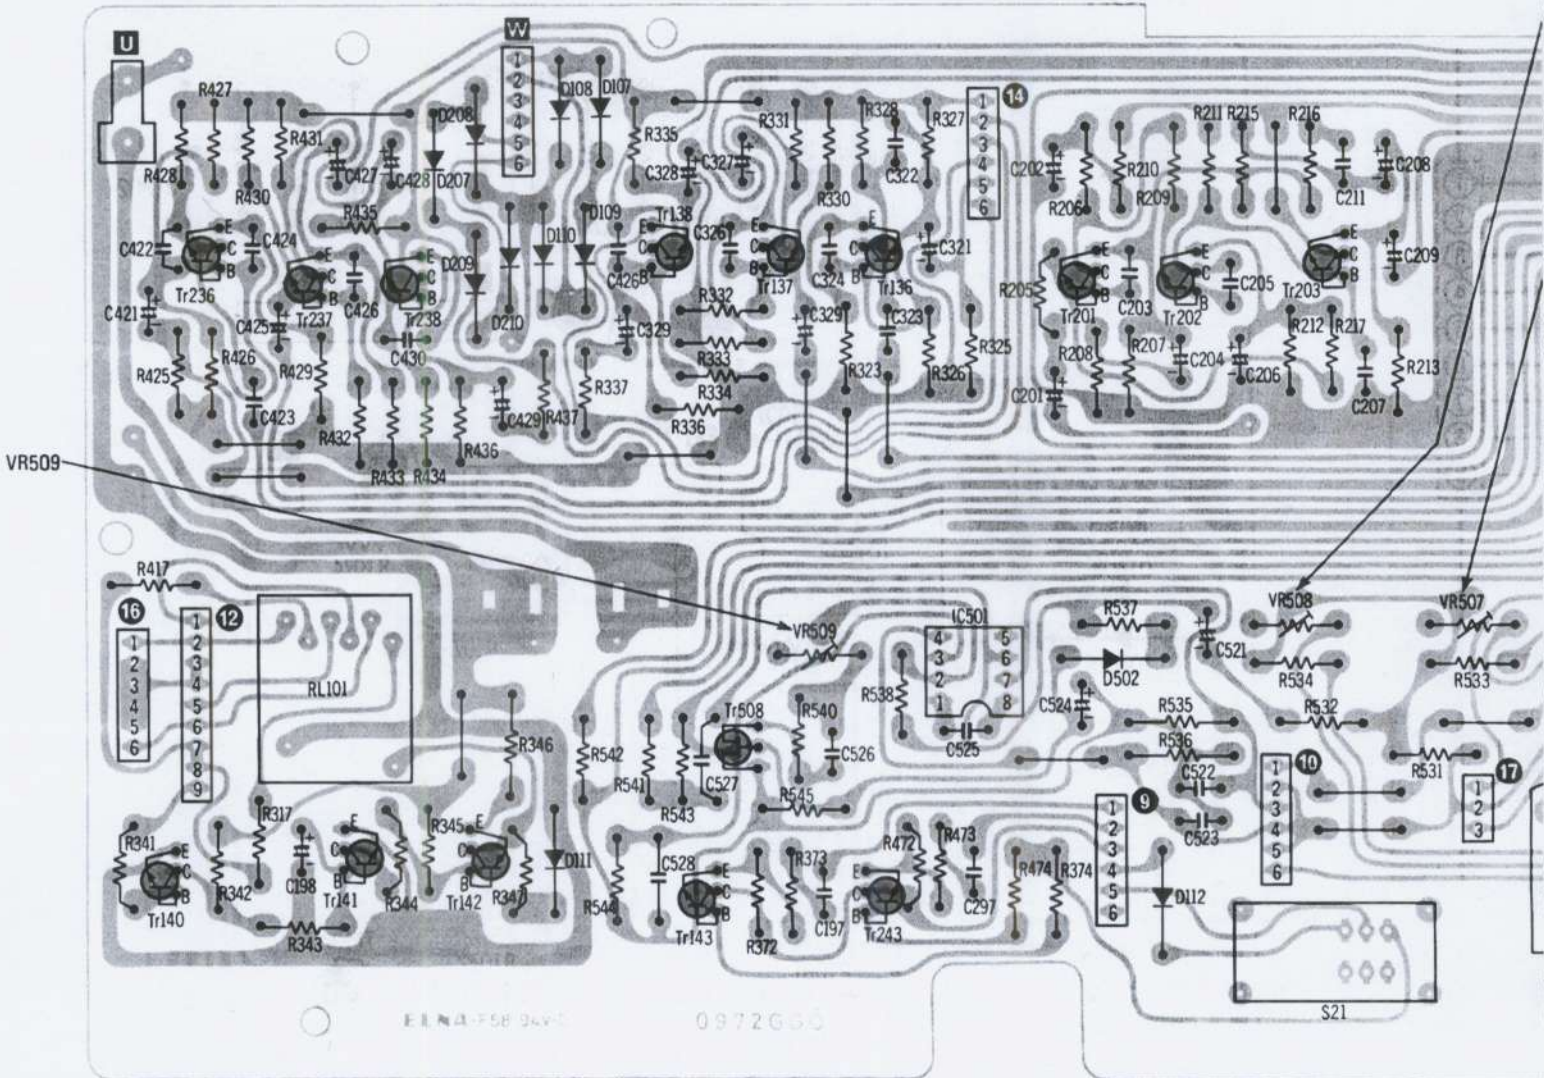 U
W
1
2
3
4
5
6
R427
R428
R430
R431
C427
C428
D208
D207
D108
D107
R335
C328
C327
R331
R330
R328
C322
R327
14
1
2
3
4
5
6
C202
R206
R210
R209
R211
R215
R216
C211
C208
C422
C424
Tr236
E
C
B
R435
Tr237
E
C
B
C426
Tr238
E
C
B
D209
D210
D110
D109
C426
Tr138
E
C
B
C326
Tr137
E
C
B
C324
Tr136
E
C
B
C321
R205
Tr201
E
C
B
C203
Tr202
E
C
B
C205
Tr203
E
C
B
C209
C421
C425
C430
R425
R426
C423
R429
R432
R433
R434
R436
C429
R437
R337
C329
R332
R333
R334
R336
C329
R323
C323
R326
R325
R208
R207
C201
C204
C206
R212
R217
C207
R213
VR509
R417
16
1
2
3
4
5
6
12
1
2
3
4
5
6
7
8
9
RL101
VR509
IC501
4
3
2
1
5
6
7
8
R537
D502
C521
VR508
R534
VR507
R533
R538
C525
C524
R535
R536
R532
R531
C522
C523
10
1
2
3
4
5
6
17
1
2
3
R346
R542
R541
R543
C527
Tr508
R540
C526
R545
9
1
2
3
4
5
6
R341
Tr140
E
C
B
R342
R317
C198
R343
Tr141
E
C
B
R344
R345
Tr142
E
C
B
R347
D111
R544
C528
Tr143
E
C
B
R372
R373
C197
Tr243
E
C
B
R472
R473
C297
R474
R374
D112
S21
ELNA